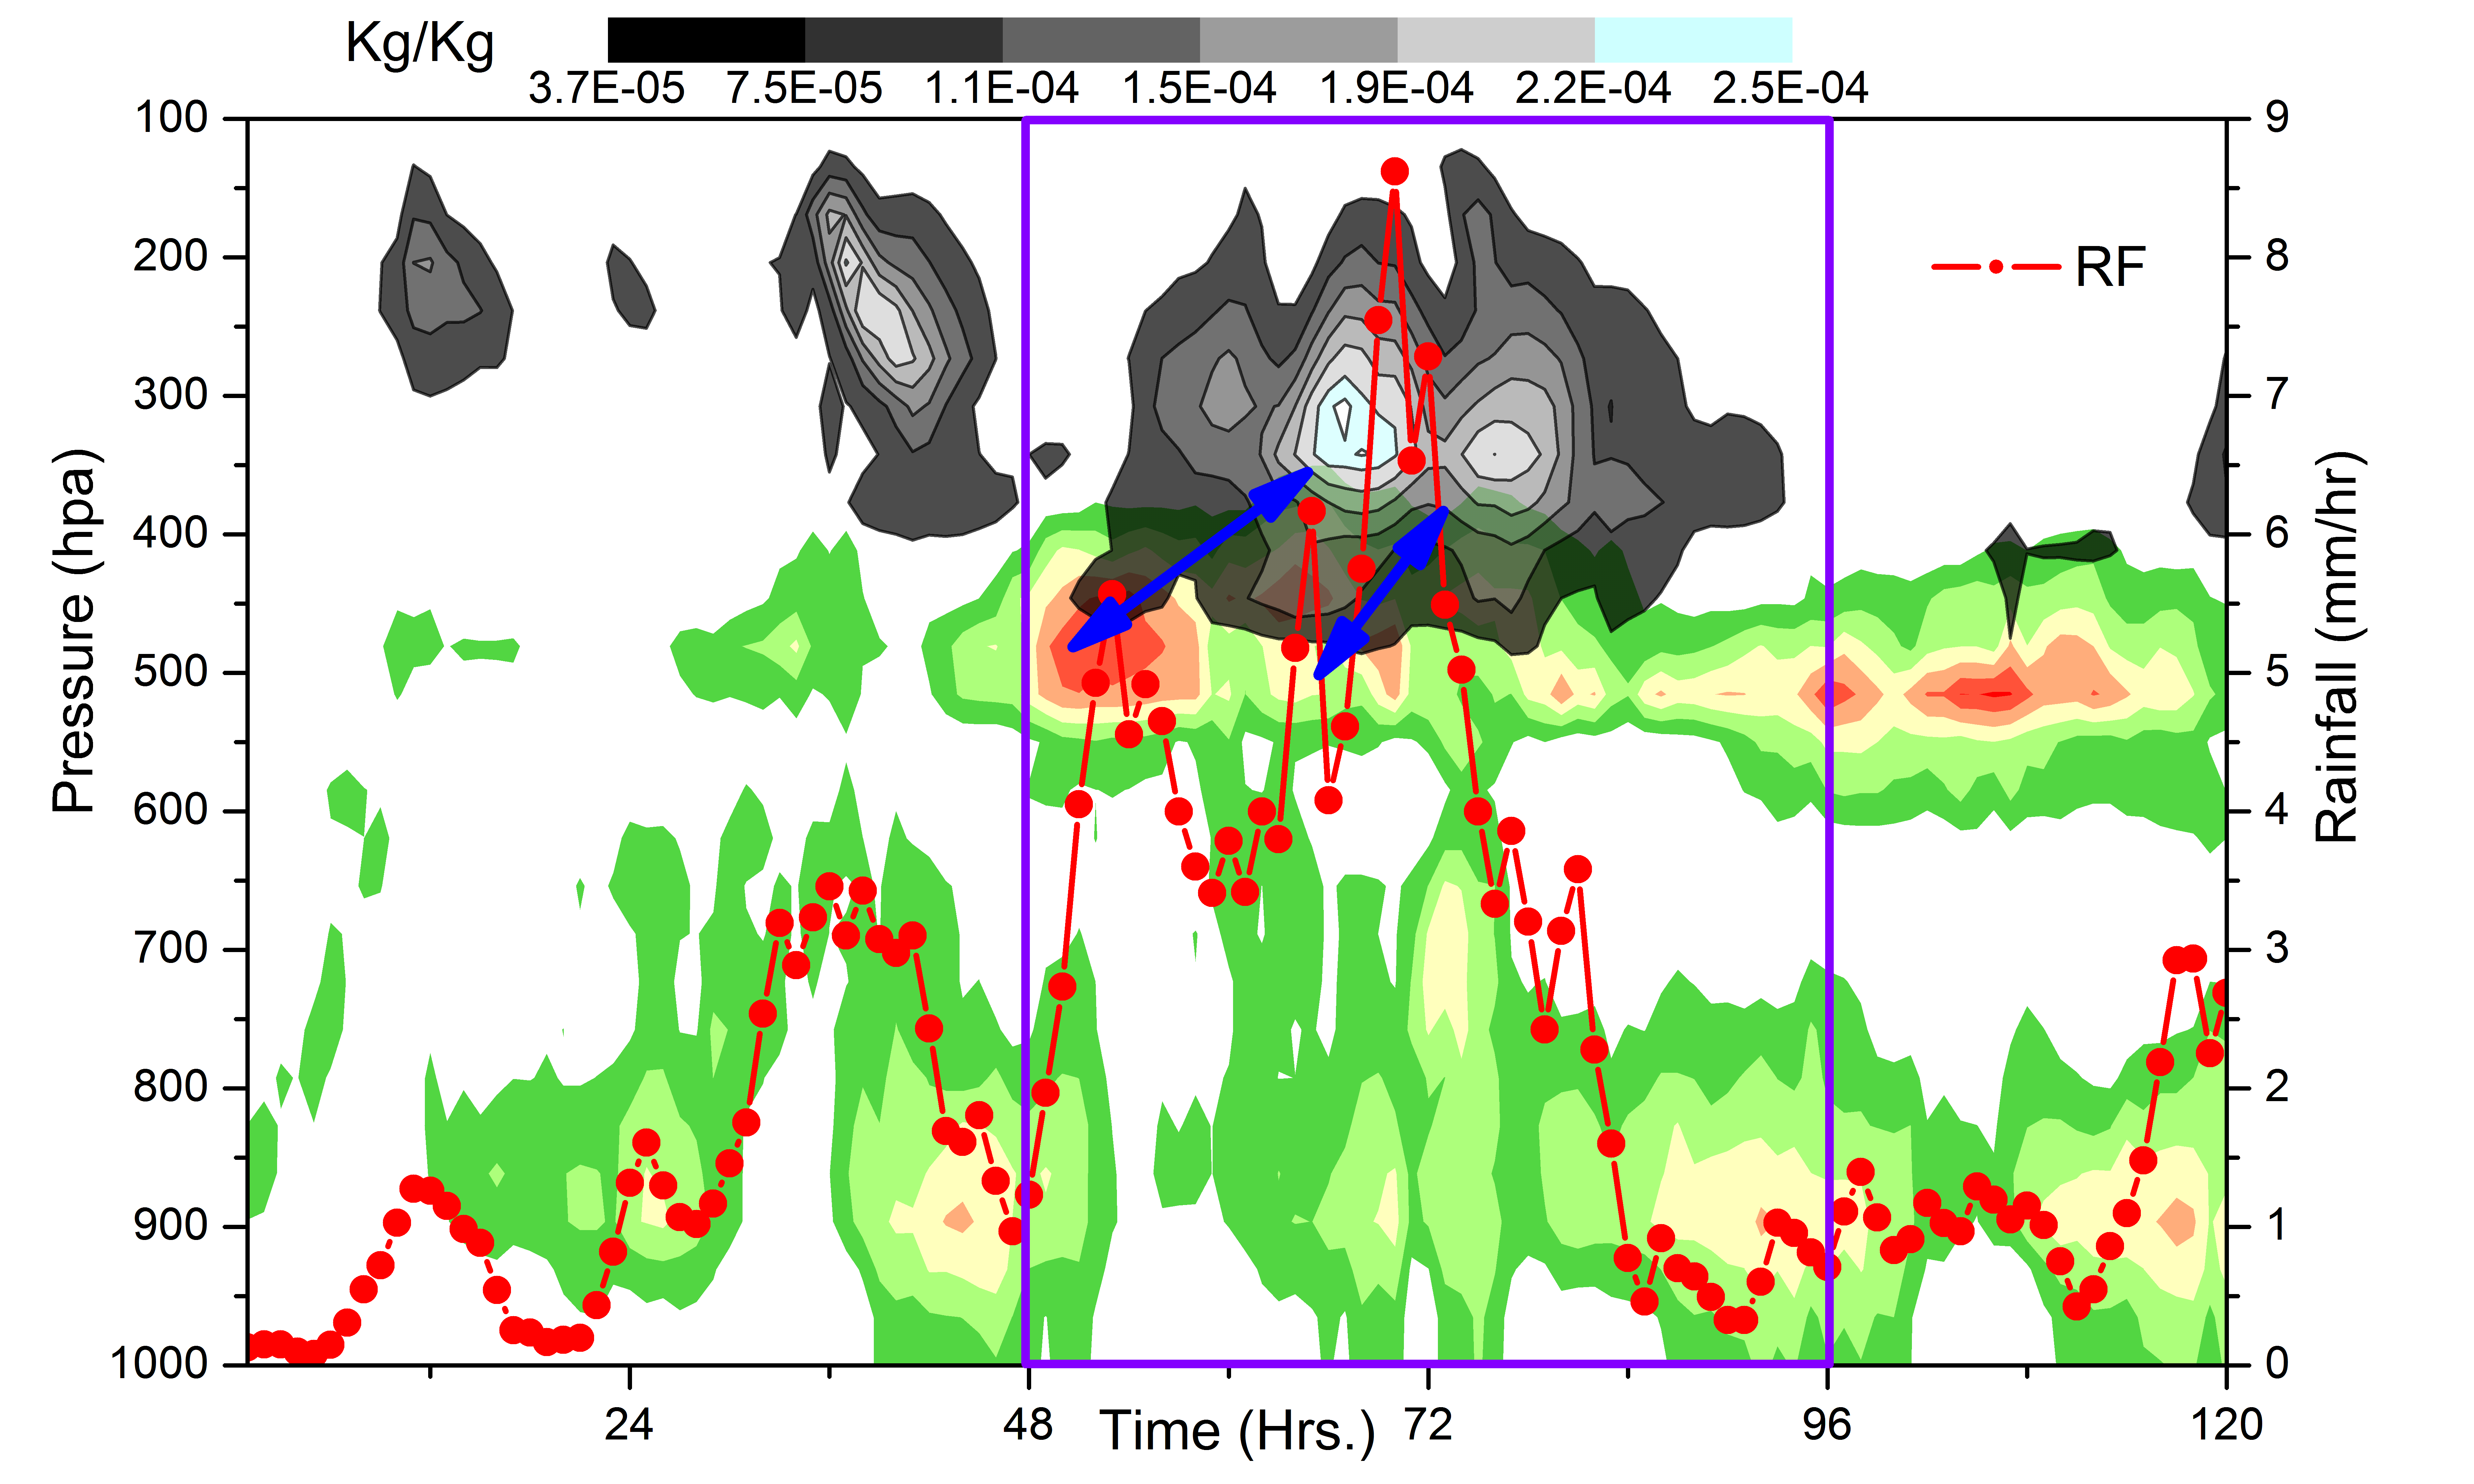 Kg/Kg
3.7E-05 7.5E-05 1.1E-04 1.5E-04 1.9E-04 2.2E-04 2.5E-04
100
200
300
400
500
600
700
800
900
1000
Pressure (hpa)
RF
9
8
7
6
5
4
3
2
1
0
Rainfall (mm/hr)
24 48 72 96 120
Time (Hrs.)